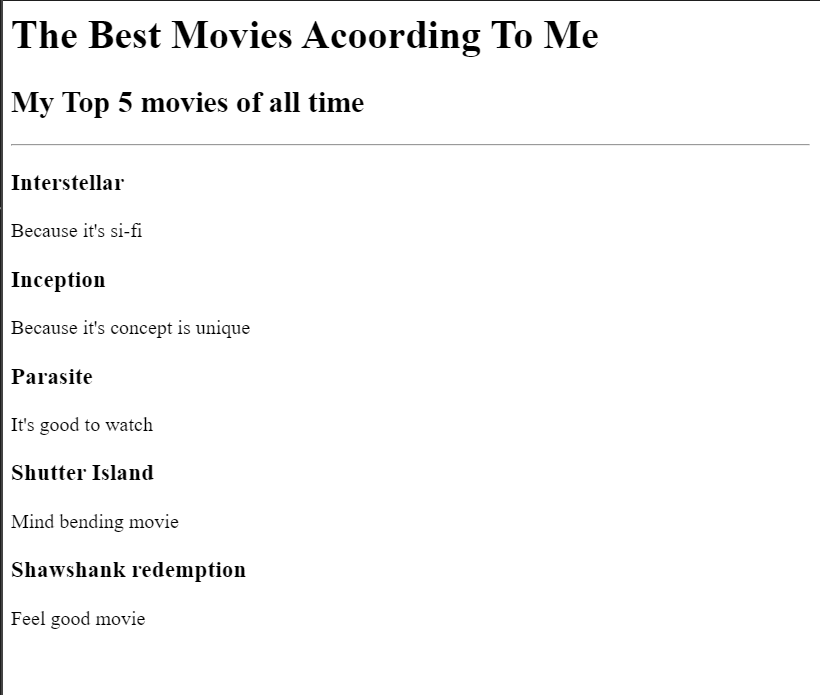 The Best Movies Acoording To Me
My Top 5 movies of all time
Interstellar
Because it's si-fi
Inception
Because it's concept is unique
Parasite
It's good to watch
Shutter Island
Mind bending movie
Shawshank redemption
Feel good movie